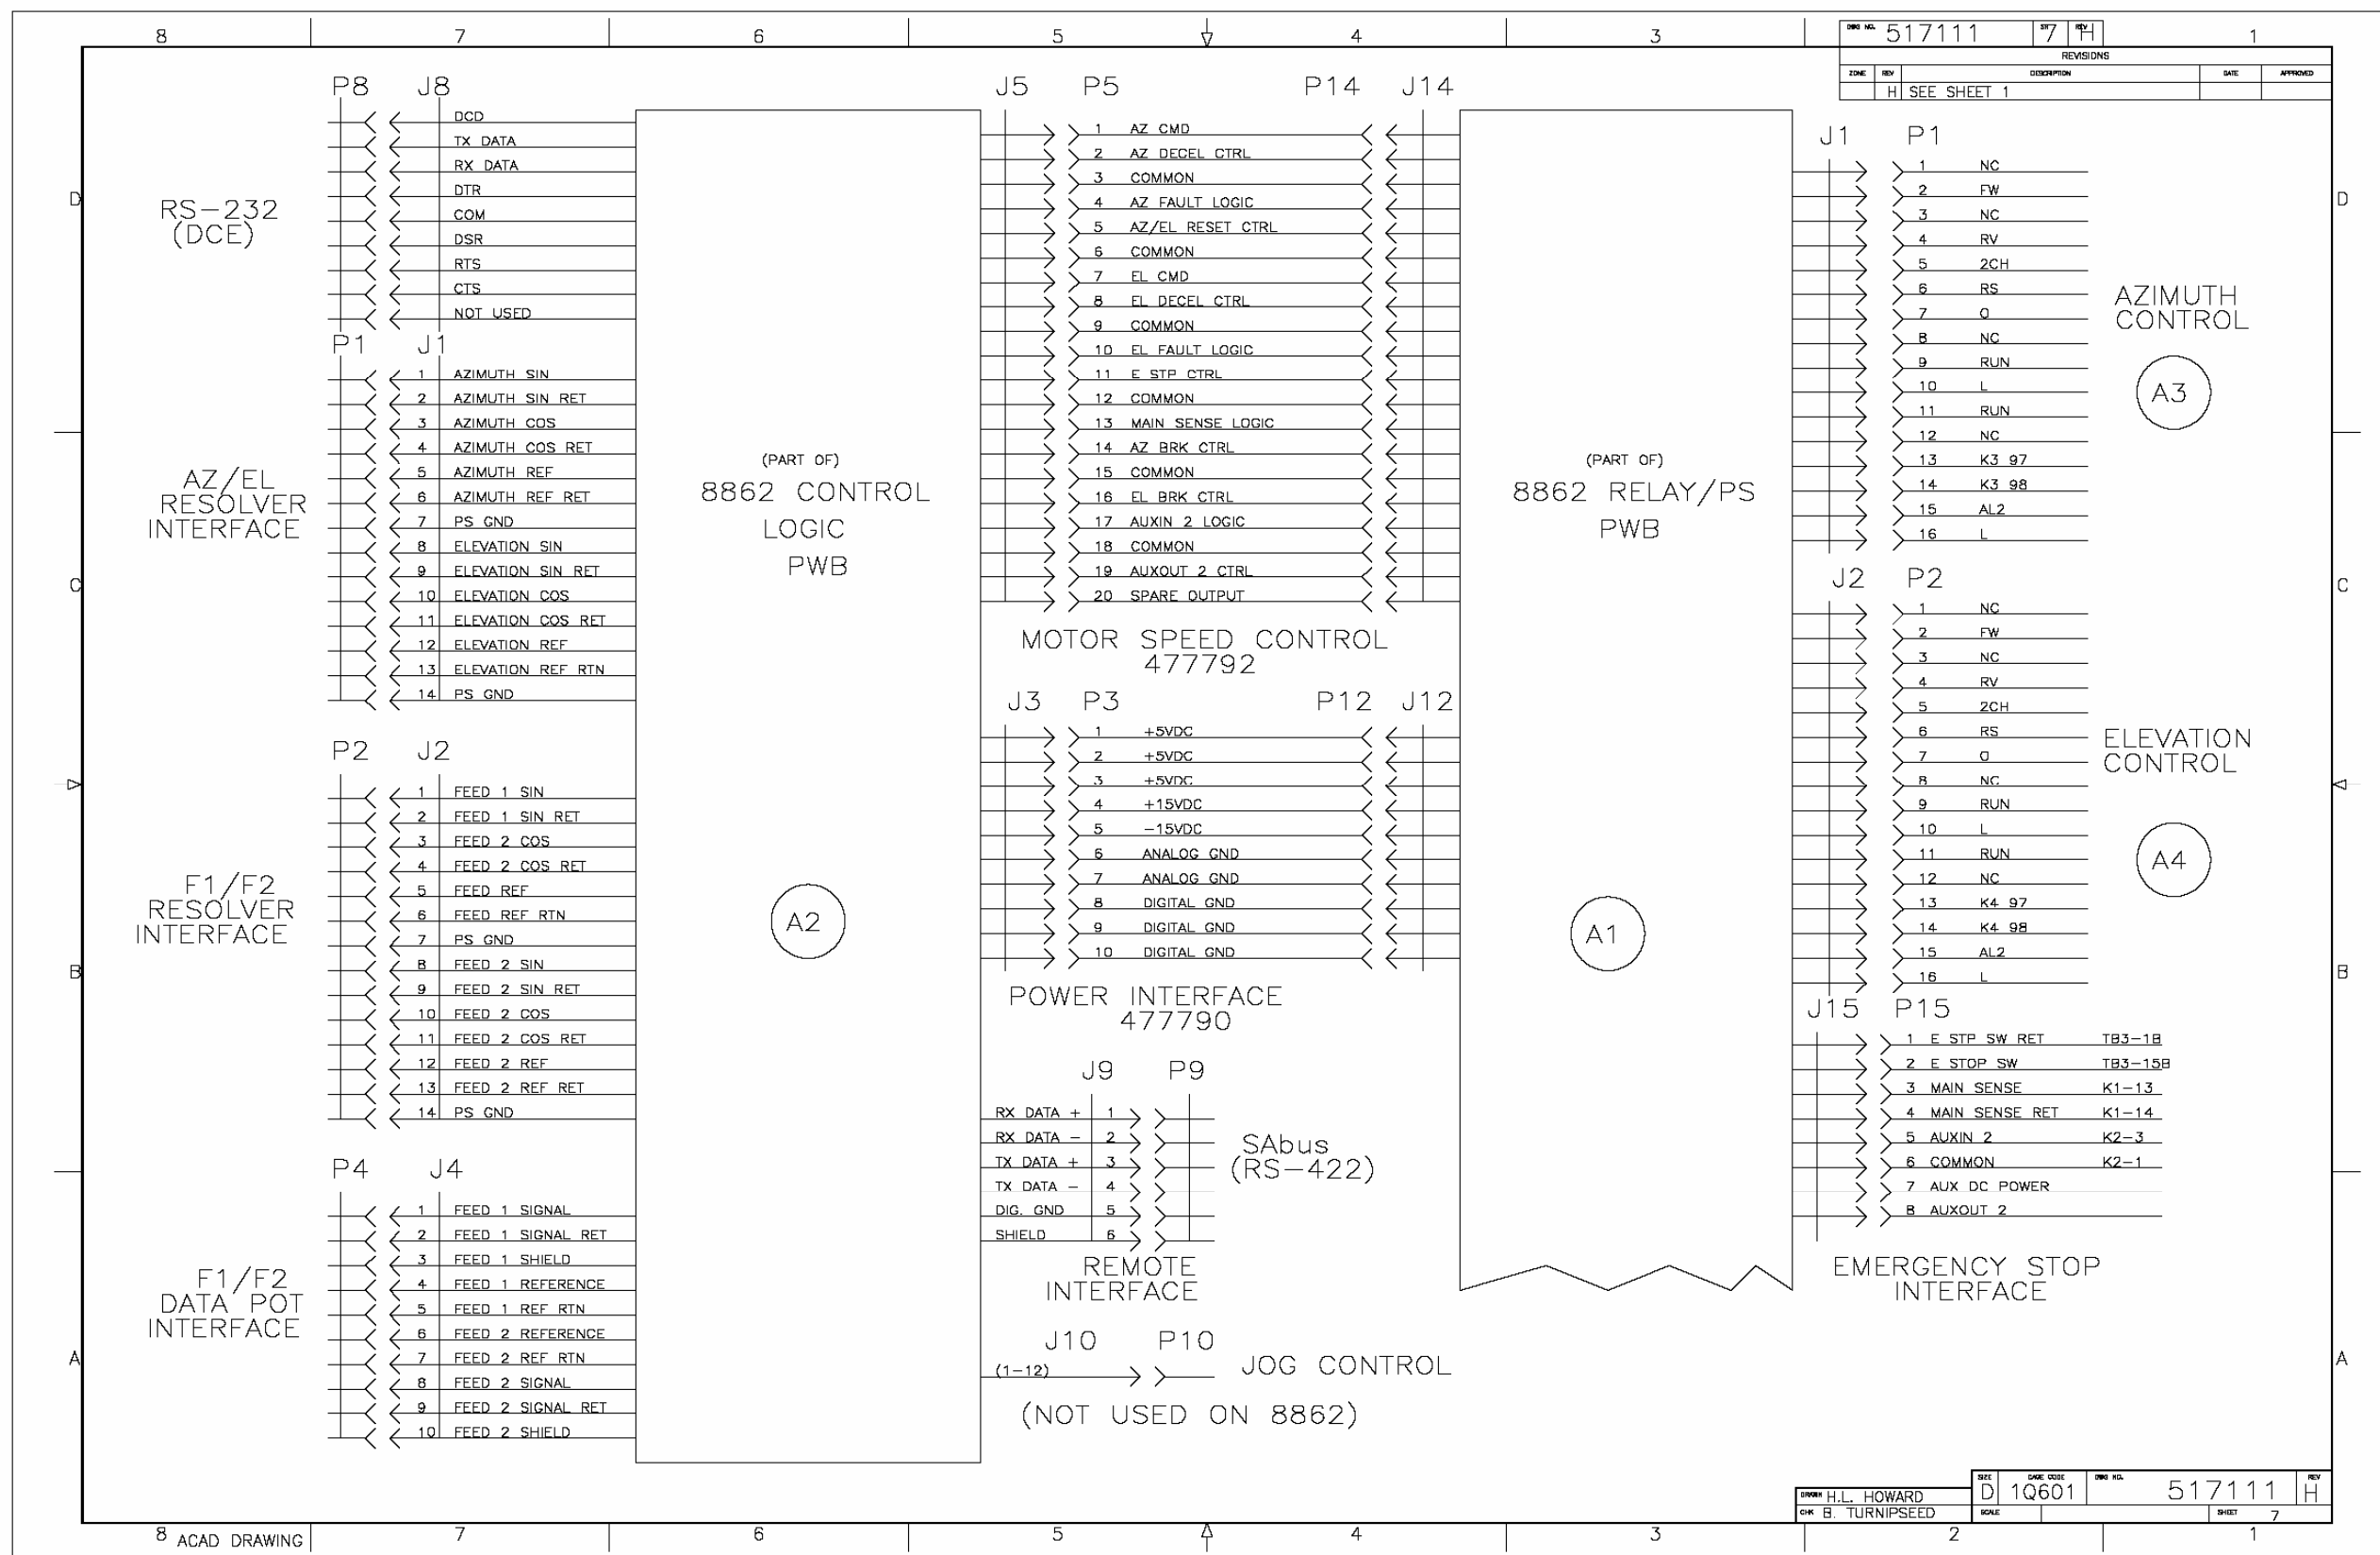 8 7 6 5 4 3 1
DWG NO. 517111 SH 7 REV H
REVISIONS
ZONE REV DESCRIPTION DATE APPROVED
H SEE SHEET 1
D
C
B
A
RS-232
(DCE)
P8 J8
DCD
TX DATA
RX DATA
DTR
COM
DSR
RTS
CTS
NOT USED
AZ/EL
RESOLVER
INTERFACE
P1 J1
1 AZIMUTH SIN
2 AZIMUTH SIN RET
3 AZIMUTH COS
4 AZIMUTH COS RET
5 AZIMUTH REF
6 AZIMUTH REF RET
7 PS GND
8 ELEVATION SIN
9 ELEVATION SIN RET
10 ELEVATION COS
11 ELEVATION COS RET
12 ELEVATION REF
13 ELEVATION REF RTN
14 PS GND
F1/F2
RESOLVER
INTERFACE
P2 J2
1 FEED 1 SIN
2 FEED 1 SIN RET
3 FEED 2 COS
4 FEED 2 COS RET
5 FEED REF
6 FEED REF RTN
7 PS GND
8 FEED 2 SIN
9 FEED 2 SIN RET
10 FEED 2 COS
11 FEED 2 COS RET
12 FEED 2 REF
13 FEED 2 REF RET
14 PS GND
F1/F2
DATA POT
INTERFACE
P4 J4
1 FEED 1 SIGNAL
2 FEED 1 SIGNAL RET
3 FEED 1 SHIELD
4 FEED 1 REFERENCE
5 FEED 1 REF RTN
6 FEED 2 REFERENCE
7 FEED 2 REF RTN
8 FEED 2 SIGNAL
9 FEED 2 SIGNAL RET
10 FEED 2 SHIELD
(PART OF)
8862 CONTROL
LOGIC
PWB
A2
J5 P5 P14 J14
1 AZ CMD
2 AZ DECEL CTRL
3 COMMON
4 AZ FAULT LOGIC
5 AZ/EL RESET CTRL
6 COMMON
7 EL CMD
8 EL DECEL CTRL
9 COMMON
10 EL FAULT LOGIC
11 E STP CTRL
12 COMMON
13 MAIN SENSE LOGIC
14 AZ BRK CTRL
15 COMMON
16 EL BRK CTRL
17 AUXIN 2 LOGIC
18 COMMON
19 AUXOUT 2 CTRL
20 SPARE OUTPUT
MOTOR SPEED CONTROL
477792
J3 P3 P12 J12
1 +5VDC
2 +5VDC
3 +5VDC
4 +15VDC
5 -15VDC
6 ANALOG GND
7 ANALOG GND
8 DIGITAL GND
9 DIGITAL GND
10 DIGITAL GND
POWER INTERFACE
477790
J9 P9
RX DATA + 1
RX DATA - 2
TX DATA + 3
TX DATA - 4
DIG. GND 5
SHIELD 6
SAbus
(RS-422)
REMOTE
INTERFACE
J10 P10
(1-12)
JOG CONTROL
(NOT USED ON 8862)
(PART OF)
8862 RELAY/PS
PWB
A1
J1 P1
1 NC
2 FW
3 NC
4 RV
5 2CH
6 RS
7 O
8 NC
9 RUN
10 L
11 RUN
12 NC
13 K3 97
14 K3 98
15 AL2
16 L
AZIMUTH
CONTROL
A3
J2 P2
1 NC
2 FW
3 NC
4 RV
5 2CH
6 RS
7 O
8 NC
9 RUN
10 L
11 RUN
12 NC
13 K4 97
14 K4 98
15 AL2
16 L
ELEVATION
CONTROL
A4
J15 P15
1 E STP SW RET TB3-1B
2 E STOP SW TB3-15B
3 MAIN SENSE K1-13
4 MAIN SENSE RET K1-14
5 AUXIN 2 K2-3
6 COMMON K2-1
7 AUX DC POWER
8 AUXOUT 2
EMERGENCY STOP
INTERFACE
D
C
B
A
DRAWN H.L. HOWARD
CHK B. TURNIPSEED
SIZE D CAGE CODE 1Q601 DWG NO. 517111 REV H
SCALE SHEET 7
8 ACAD DRAWING 7 6 5 4 3 2 1